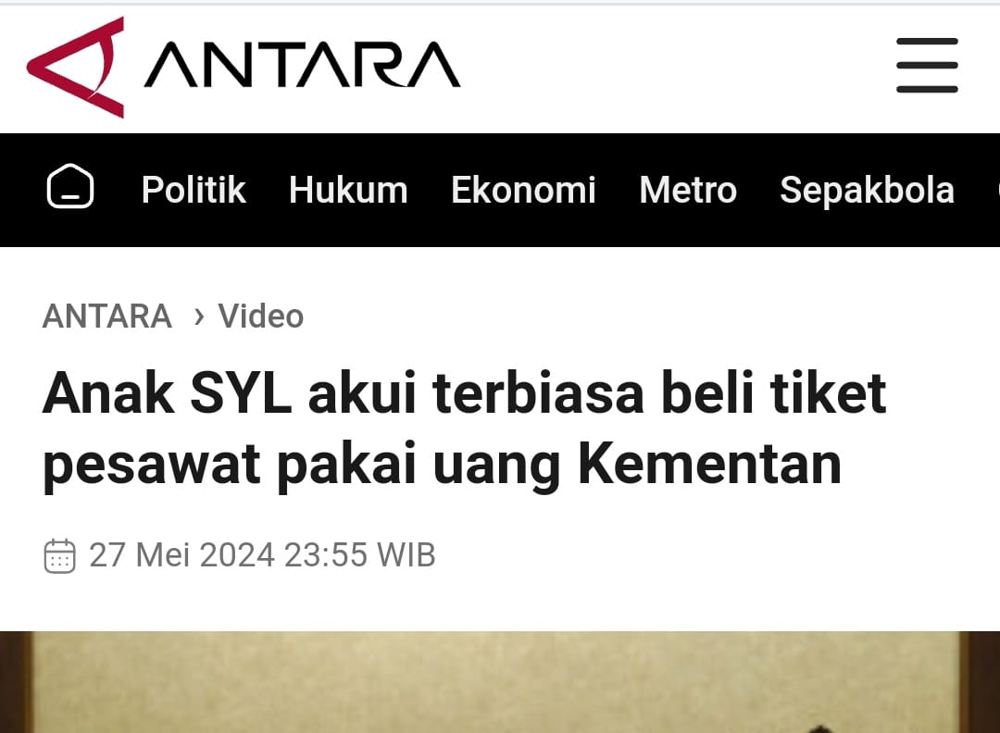 ANTARA
Politik Hukum Ekonomi Metro Sepakbola
ANTARA › Video
Anak SYL akui terbiasa beli tiket
pesawat pakai uang Kementan
27 Mei 2024 23:55 WIB